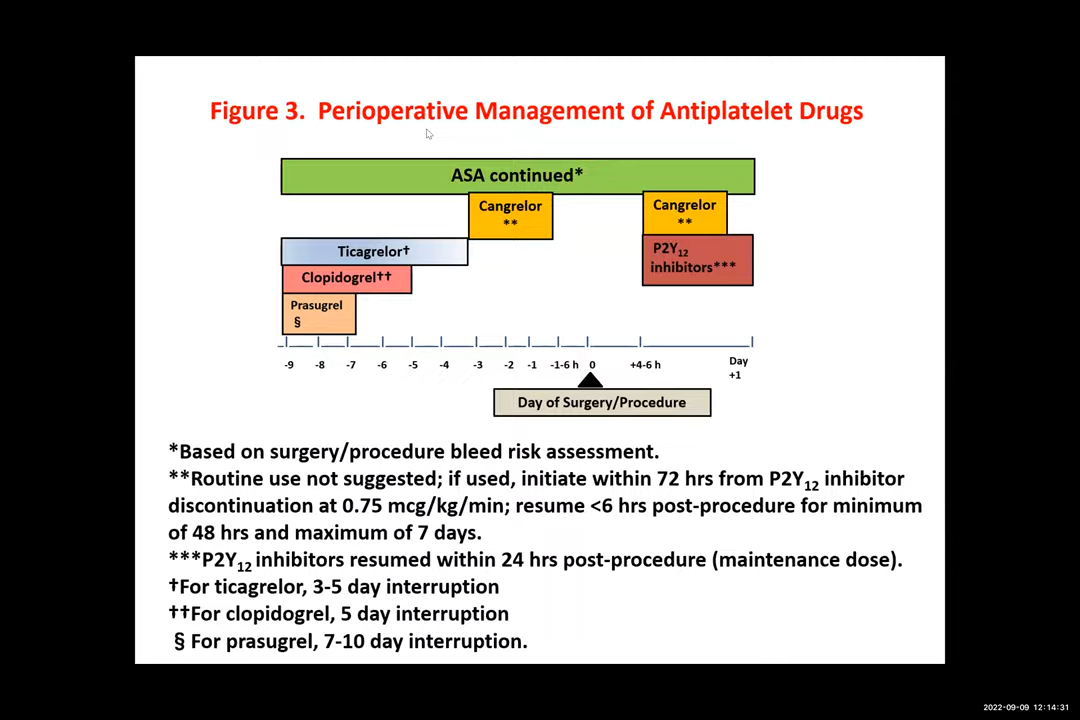 Figure 3.  Perioperative Management of Antiplatelet Drugs
ASA continued*
Cangrelor
**
Cangrelor
**
Ticagrelor†
P2Y12
inhibitors***
Clopidogrel††
Prasugrel
§
-9 -8 -7 -6 -5 -4 -3 -2 -1 -1-6 h 0 +4-6 h Day
+1
Day of Surgery/Procedure
*Based on surgery/procedure bleed risk assessment.
**Routine use not suggested; if used, initiate within 72 hrs from P2Y12 inhibitor
discontinuation at 0.75 mcg/kg/min; resume <6 hrs post-procedure for minimum
of 48 hrs and maximum of 7 days.
***P2Y12 inhibitors resumed within 24 hrs post-procedure (maintenance dose).
†For ticagrelor, 3-5 day interruption
††For clopidogrel, 5 day interruption
§ For prasugrel, 7-10 day interruption.
2022-09-09 12:14:31